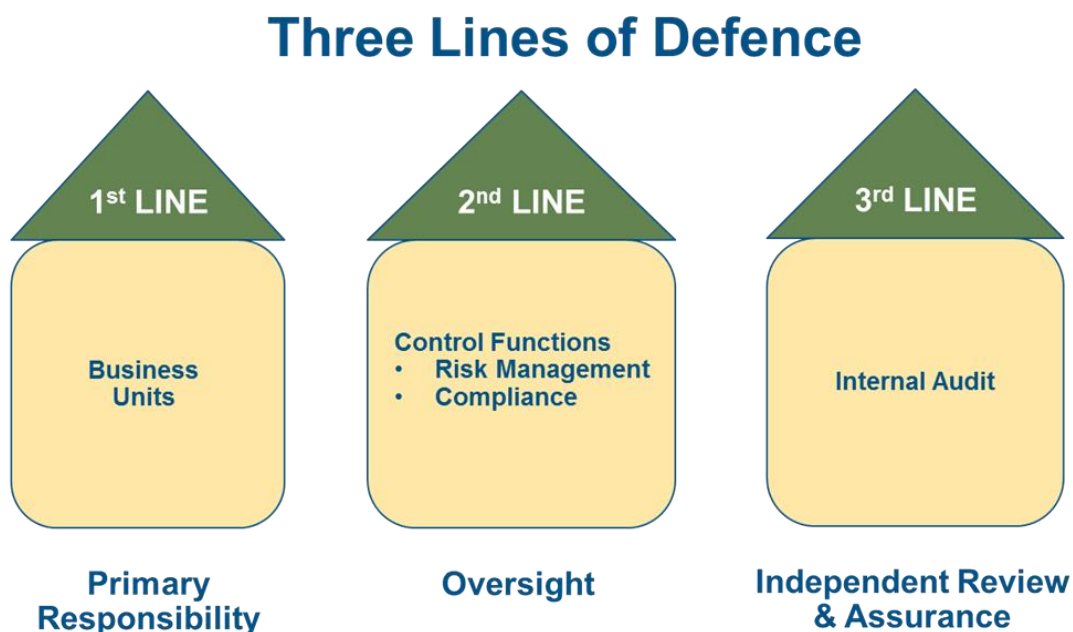 Three Lines of Defence
1st LINE
Business
Units
Primary
Responsibility
2nd LINE
Control Functions
• Risk Management
• Compliance
Oversight
3rd LINE
Internal Audit
Independent Review
& Assurance